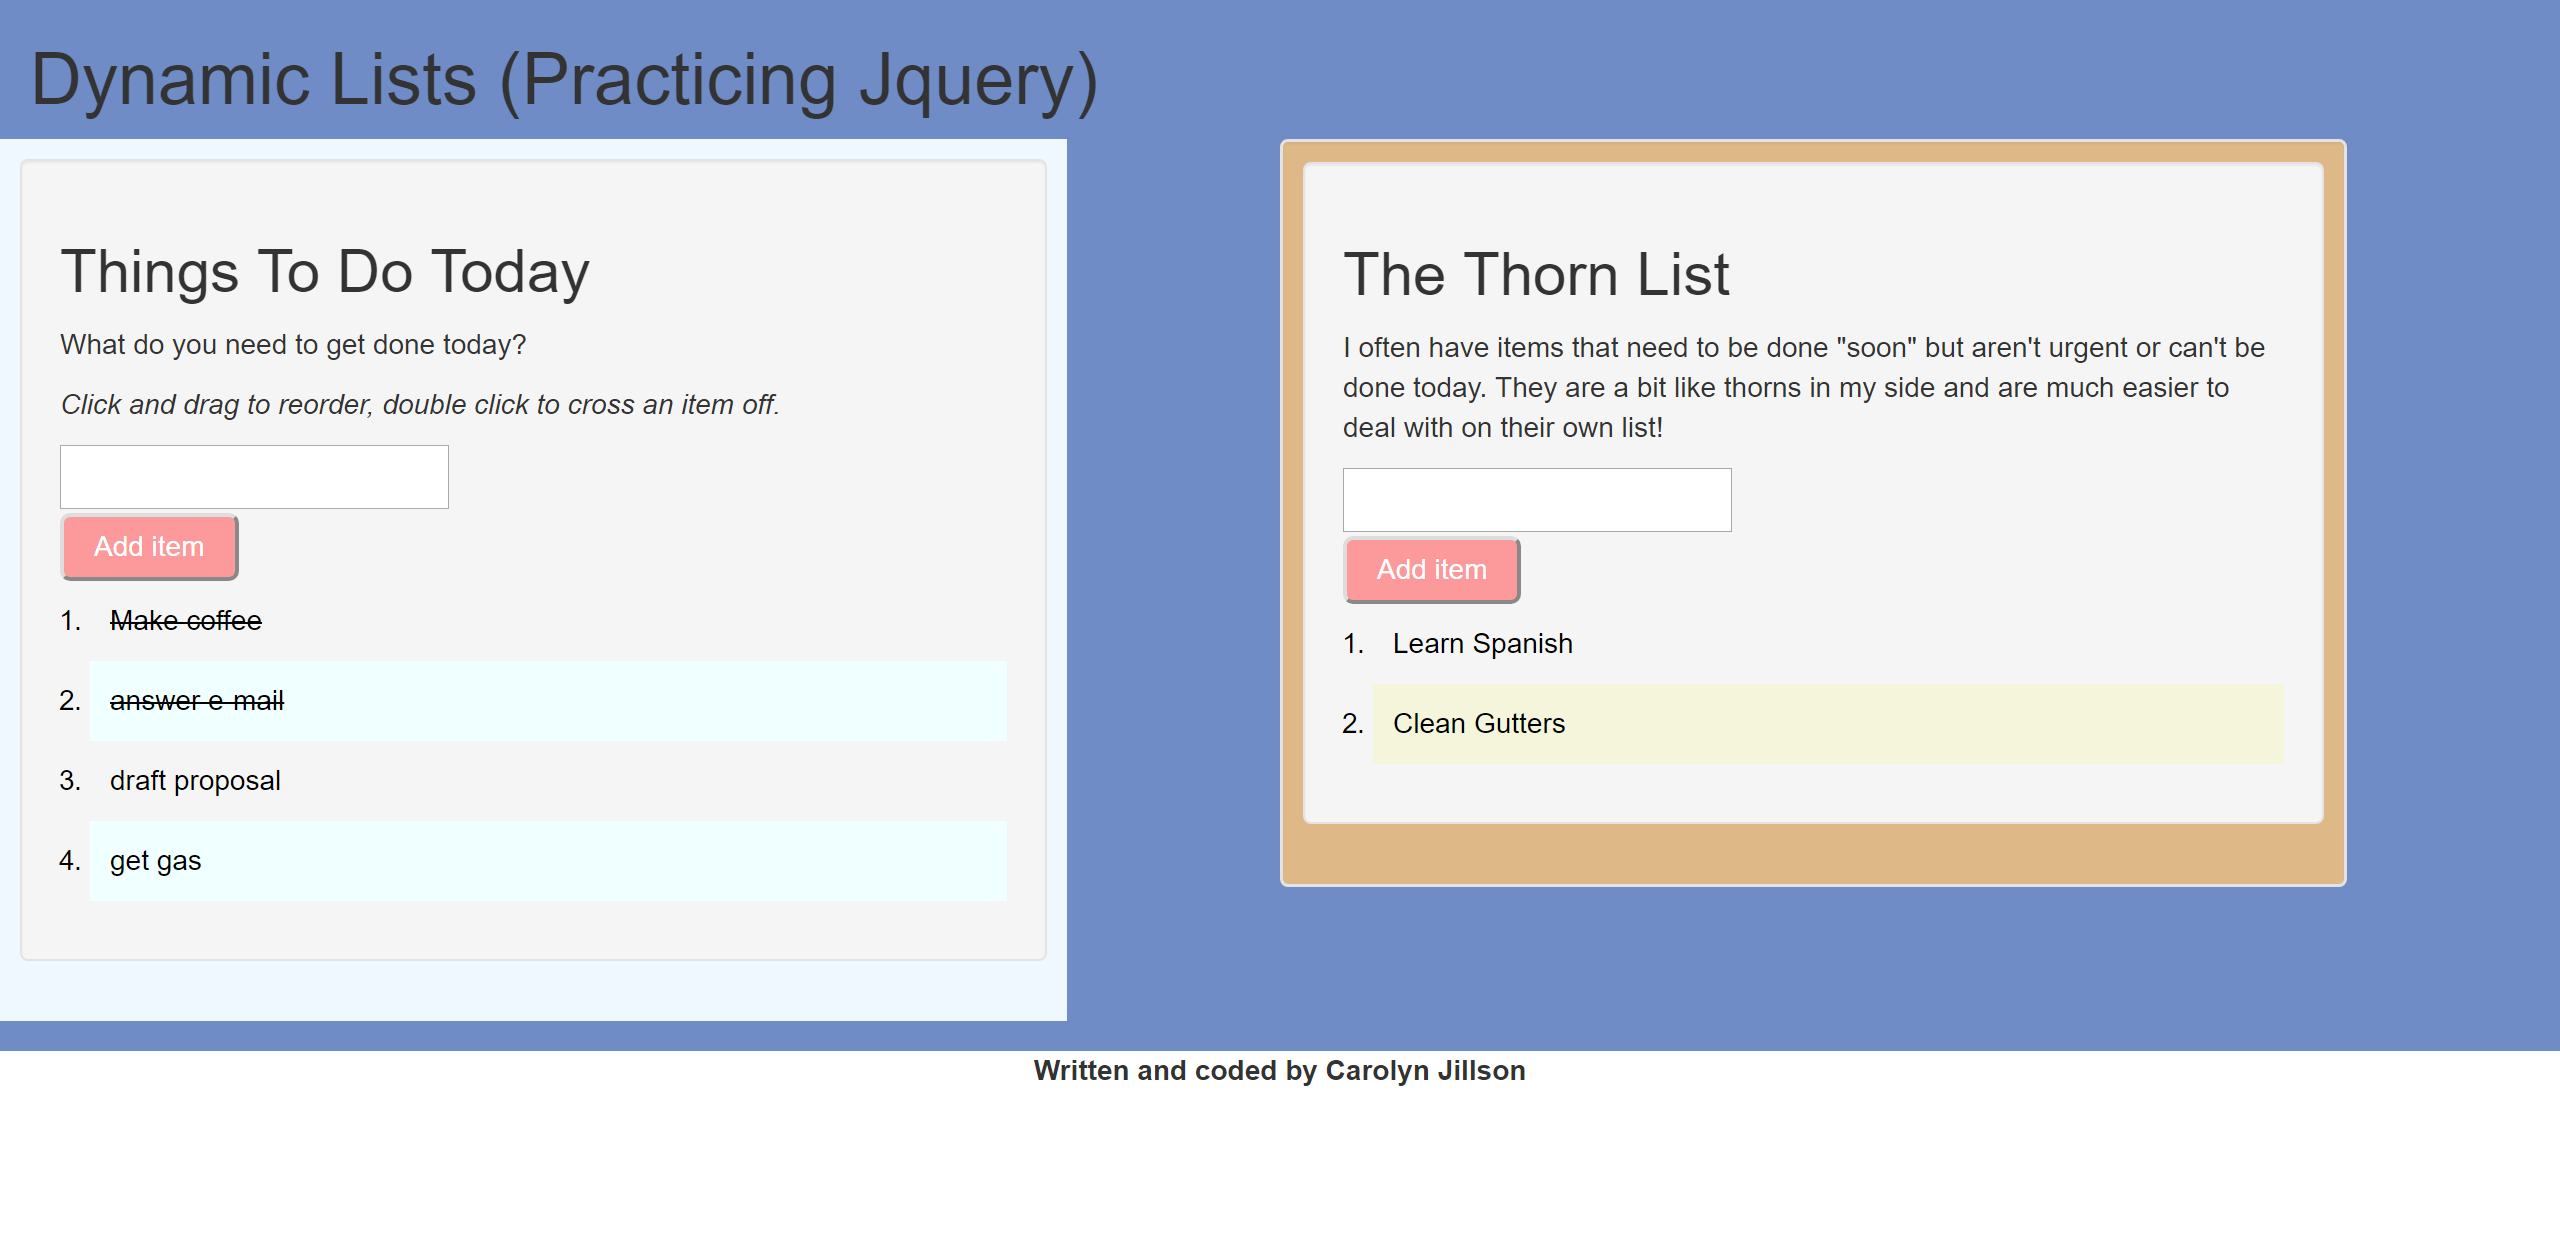 Dynamic Lists (Practicing Jquery)
Things To Do Today
What do you need to get done today?
Click and drag to reorder, double click to cross an item off.
Add item
1. Make coffee
2. answer e-mail
3. draft proposal
4. get gas
The Thorn List
I often have items that need to be done "soon" but aren't urgent or can't be
done today. They are a bit like thorns in my side and are much easier to
deal with on their own list!
Add item
1. Learn Spanish
2. Clean Gutters
Written and coded by Carolyn Jillson